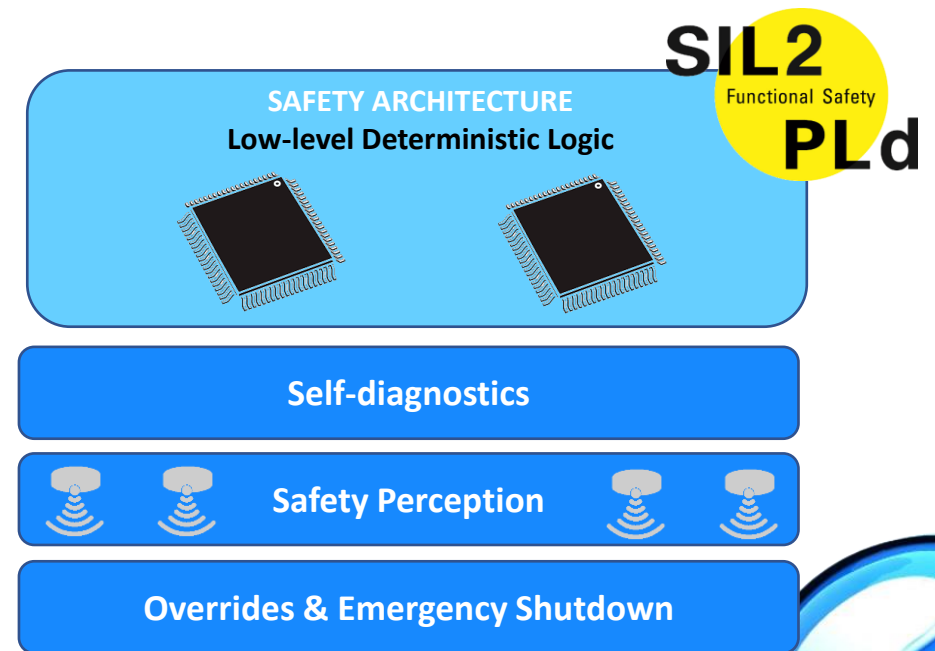 SIL2
Functional Safety
PLd
SAFETY ARCHITECTURE
Low-level Deterministic Logic
Self-diagnostics
Safety Perception
Overrides & Emergency Shutdown